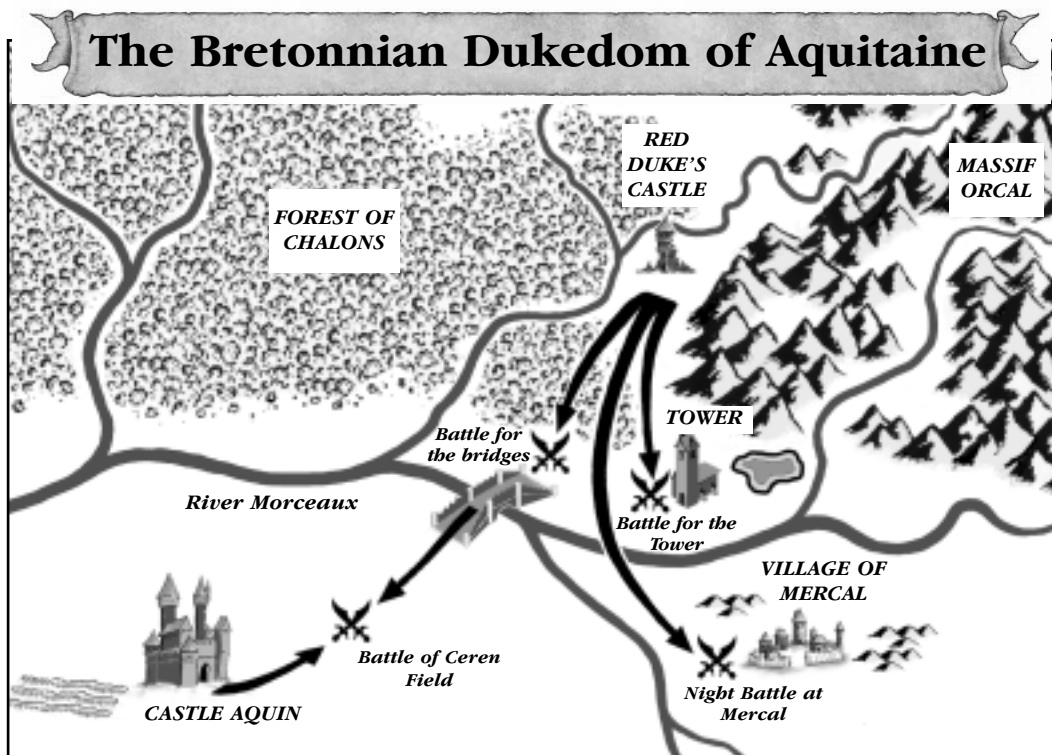 The Bretonnian Dukedom of Aquitaine
RED
DUKE'S
CASTLE
MASSIF
ORCAL
FOREST OF
CHALONS
TOWER
Battle for
the bridges
River Morceaux
Battle for the
Tower
VILLAGE OF
MERCAL
Battle of Ceren
Field
Night Battle at
Mercal
CASTLE AQUIN